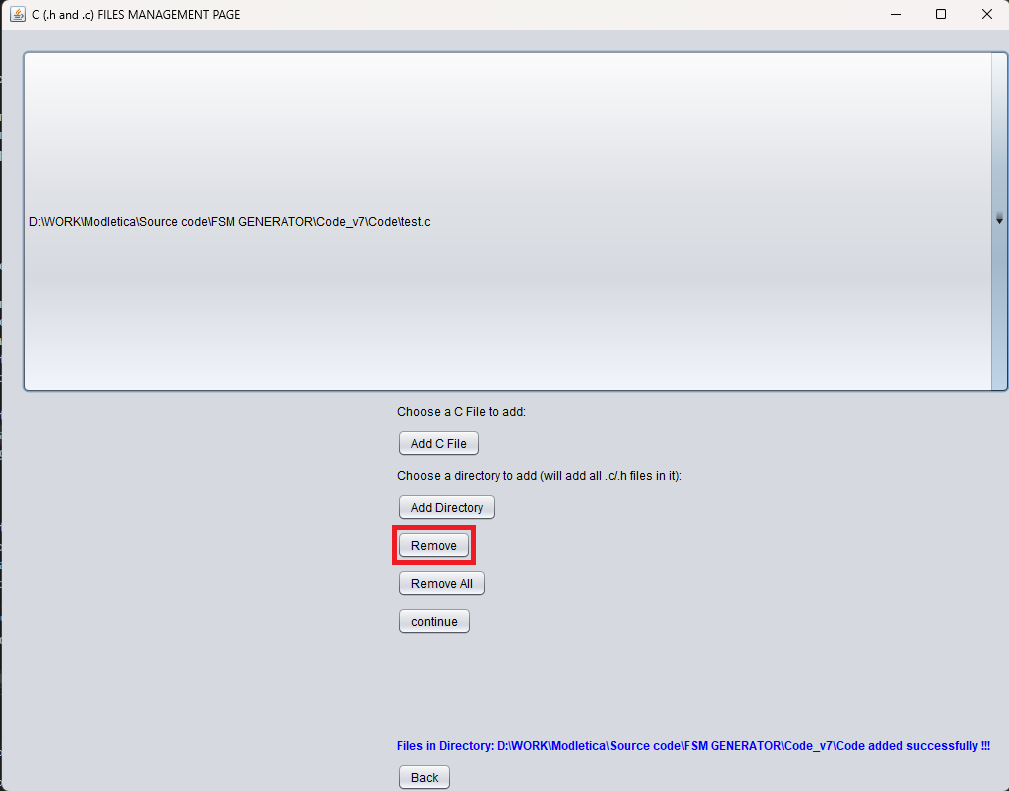 C (.h and .c) FILES MANAGEMENT PAGE
D:\WORK\Modletica\Source code\FSM GENERATOR\Code_v7\Code\test.c
Choose a C File to add:
Add C File
Choose a directory to add (will add all .c/.h files in it):
Add Directory
Remove
Remove All
continue
Files in Directory: D:\WORK\Modletica\Source code\FSM GENERATOR\Code_v7\Code added successfully !!!
Back